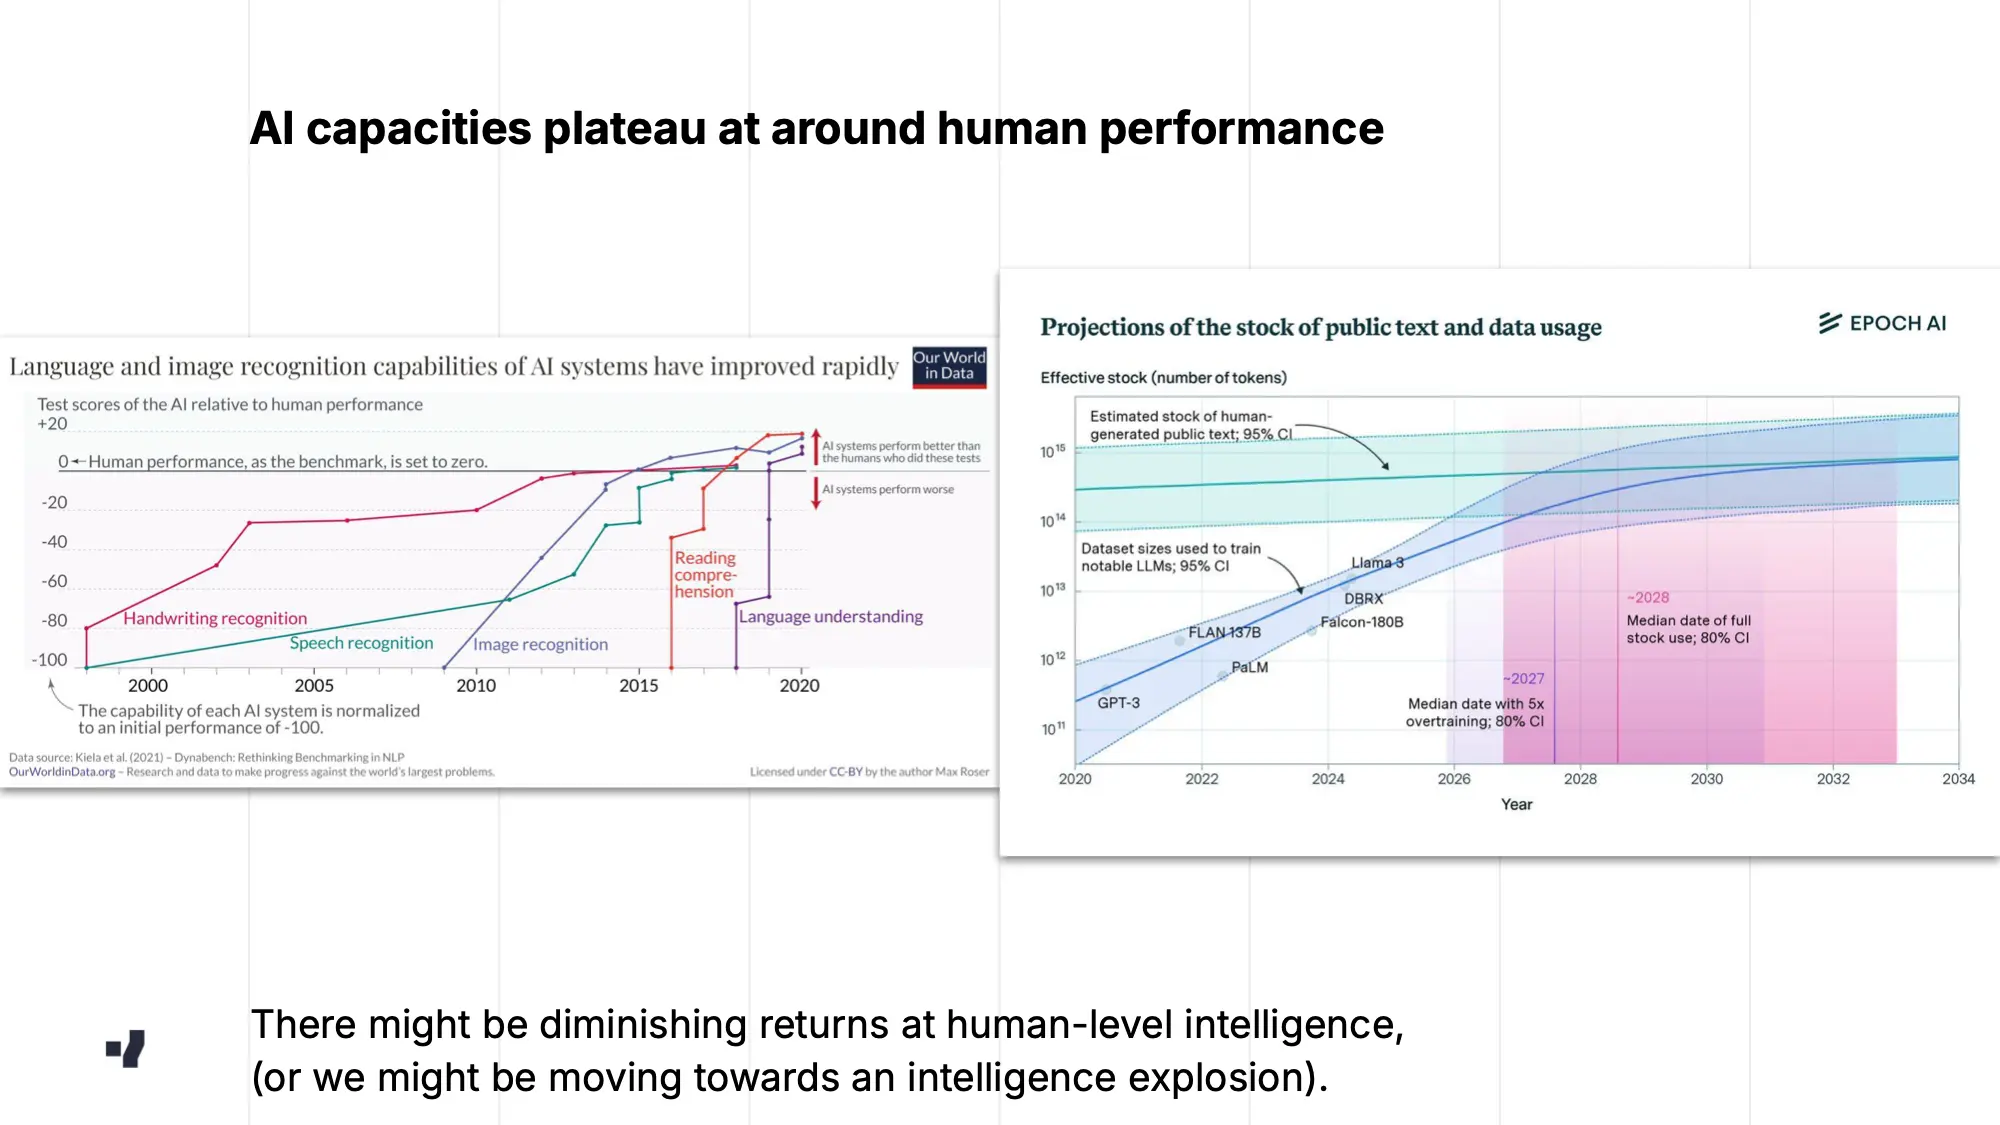 AI capacities plateau at around human performance
Language and image recognition capabilities of AI systems have improved rapidly
Our World
in Data
Test scores of the AI relative to human performance
+20
0
Human performance, as the benchmark, is set to zero.
-20
-40
-60
-80
-100
AI systems perform better than
the humans who did these tests
AI systems perform worse
Handwriting recognition
Speech recognition
Image recognition
Reading
compre-
hension
Language understanding
2000
2005
2010
2015
2020
The capability of each AI system is normalized
to an initial performance of -100.
Data source: Kiela et al. (2021) – Dynabench: Rethinking Benchmarking in NLP
OurWorldinData.org – Research and data to make progress against the world's largest problems.
Licensed under CC-BY by the author Max Roser
Projections of the stock of public text and data usage
EPOCH AI
Effective stock (number of tokens)
10¹⁵
10¹⁴
10¹³
10¹²
10¹¹
Estimated stock of human-
generated public text; 95% CI
Dataset sizes used to train
notable LLMs; 95% CI
Llama 3
DBRX
Falcon-180B
FLAN 137B
PaLM
GPT-3
~2028
Median date of full
stock use; 80% CI
~2027
Median date with 5x
overtraining; 80% CI
2020
2022
2024
2026
2028
2030
2032
2034
Year
There might be diminishing returns at human-level intelligence,
(or we might be moving towards an intelligence explosion).